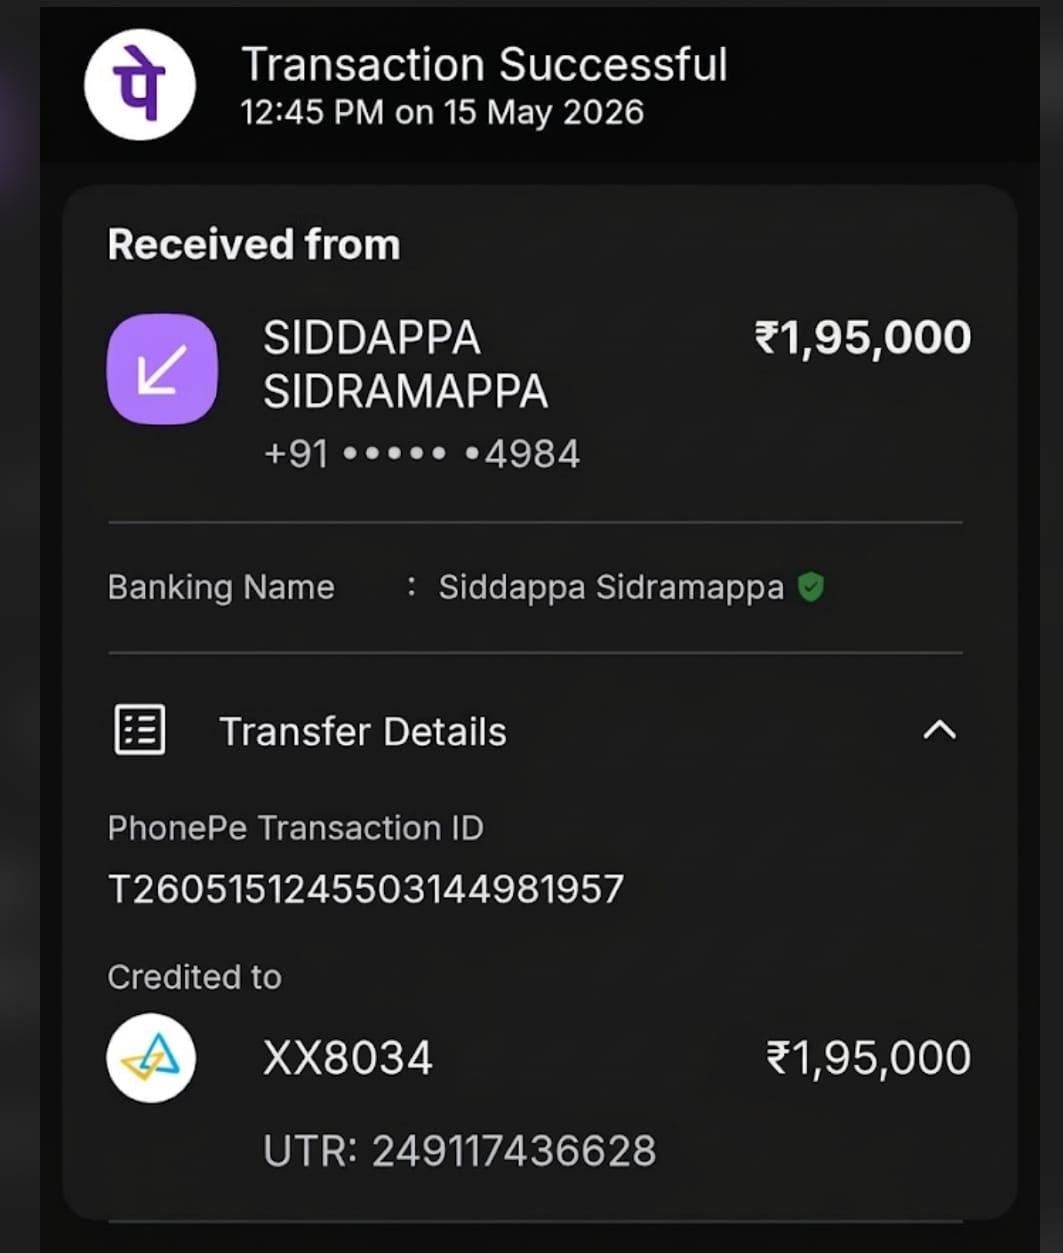 पे
Transaction Successful
12:45 PM on 15 May 2026
Received from
SIDDAPPA ₹1,95,000
SIDRAMAPPA
+91 ••••• •4984
Banking Name : Siddappa Sidramappa
Transfer Details
PhonePe Transaction ID
T2605151245503144981957
Credited to
XX8034 ₹1,95,000
UTR: 249117436628